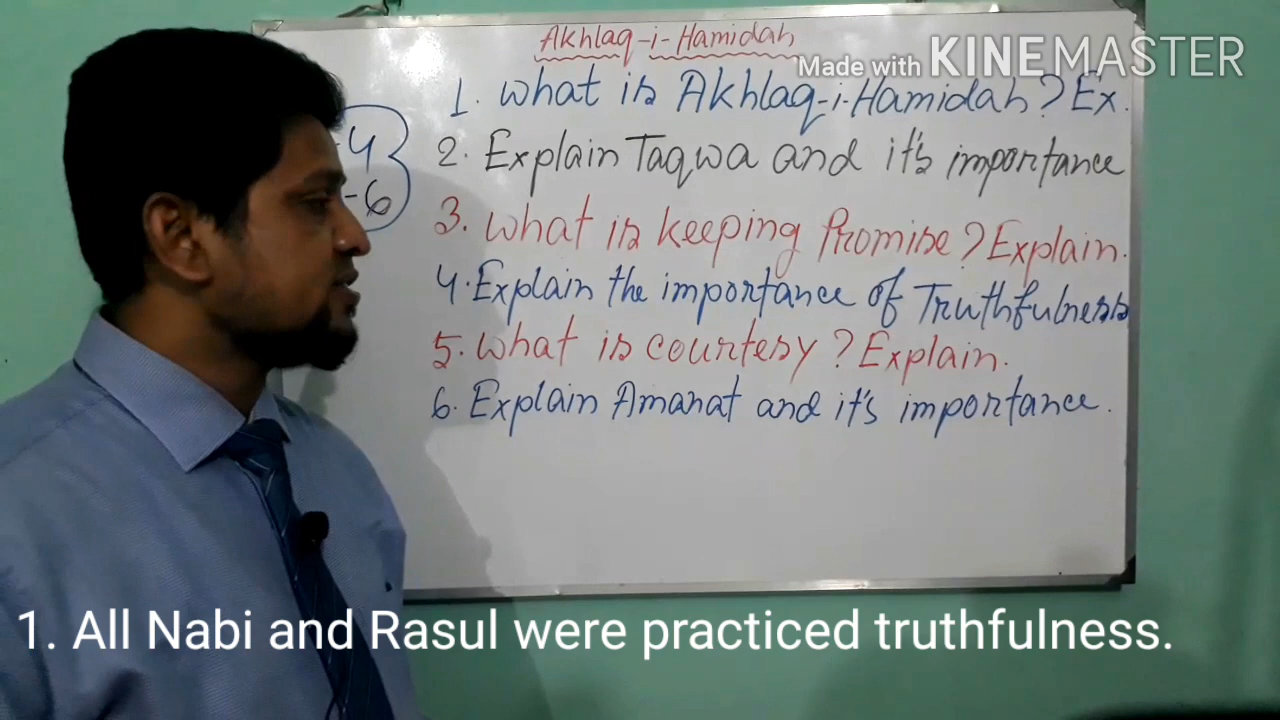 Akhlaq-i-Hamidah
Made with KINEMASTER
1. What is Akhlaq-i-Hamidah? Ex.
-4
2. Explain Taqwa and it's importance
-6
3. What is keeping Promise? Explain.
4. Explain the importance of Truthfulness
5. What is courtesy? Explain.
6. Explain Amanat and it's importance.
1. All Nabi and Rasul were practiced truthfulness.